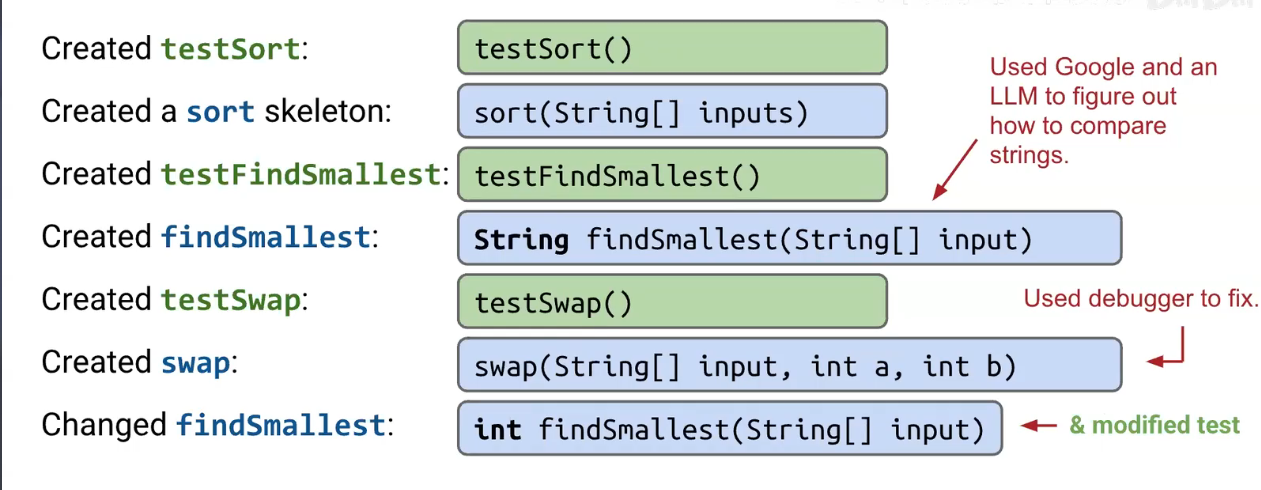 Created testSort: testSort()
Created a sort skeleton: sort(String[] inputs)
Used Google and an
LLM to figure out
how to compare
strings.
Created testFindSmallest: testFindSmallest()
Created findSmallest: String findSmallest(String[] input)
Created testSwap: testSwap()
Used debugger to fix.
Created swap: swap(String[] input, int a, int b)
Changed findSmallest: int findSmallest(String[] input)
& modified test